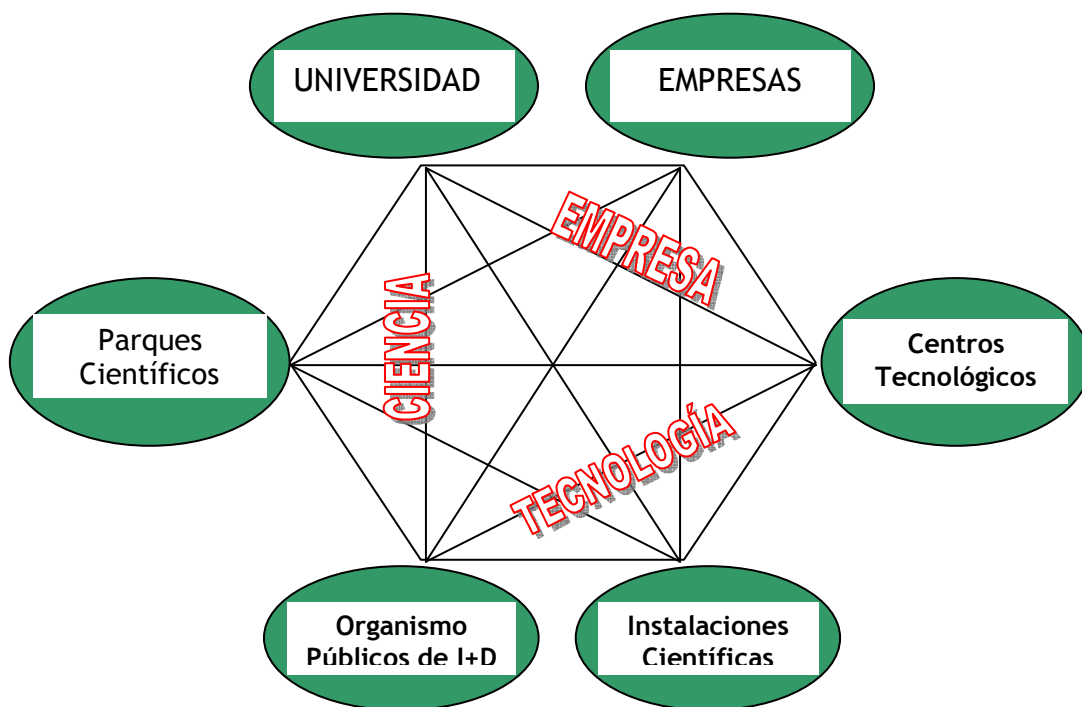 UNIVERSIDAD
EMPRESAS
EMPRESA
CIENCIA
Parques
Científicos
Centros
Tecnológicos
TECNOLOGÍA
Organismo
Públicos de I+D
Instalaciones
Científicas